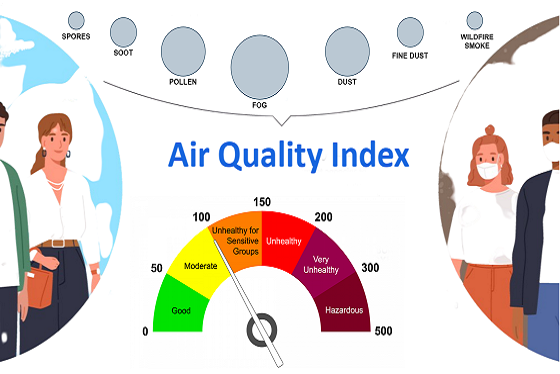 SPORES
SOOT
POLLEN
FOG
DUST
FINE DUST
WILDFIRE
SMOKE
Air Quality Index
0
50
100
150
200
300
500
Good
Moderate
Unhealthy for
Sensitive
Groups
Unhealthy
Very
Unhealthy
Hazardous